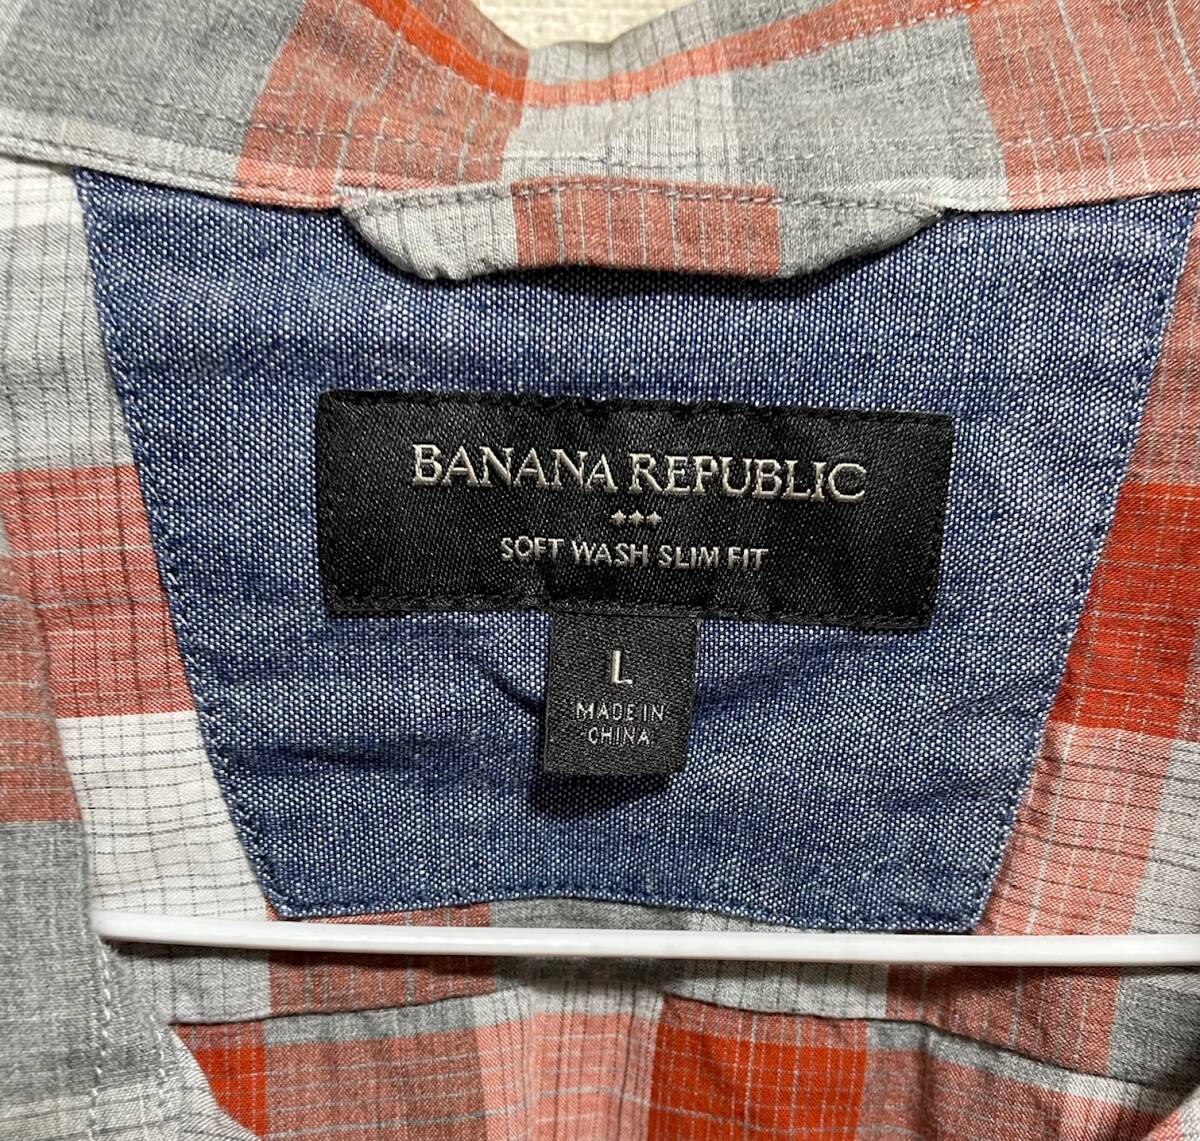 BANANA REPUBLIC
SOFT WASH SLIM FIT
L
MADE IN
CHINA